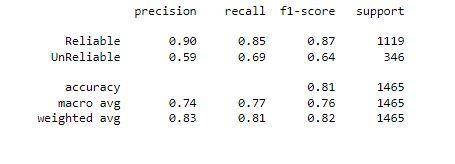 precision recall f1-score support
Reliable 0.90 0.85 0.87 1119
UnReliable 0.59 0.69 0.64 346
accuracy 0.81 1465
macro avg 0.74 0.77 0.76 1465
weighted avg 0.83 0.81 0.82 1465